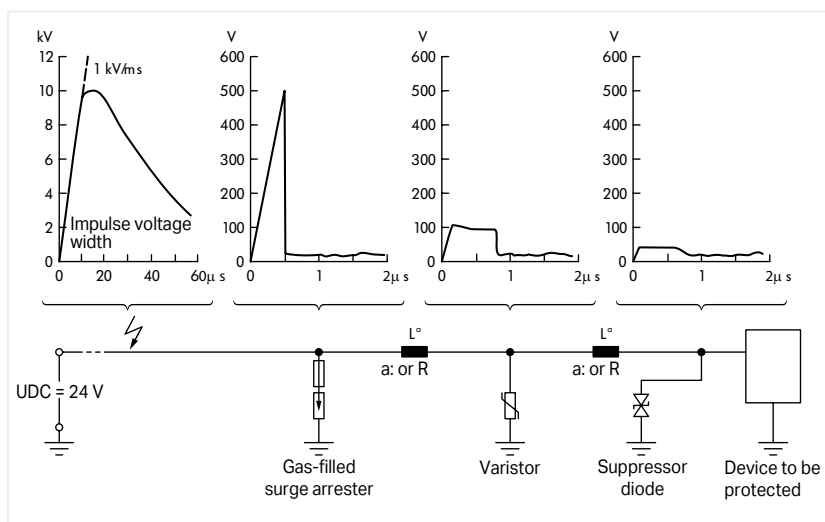 kV
12
10
8
6
4
2
0
1 kV/ms
Impulse voltage
width
0 20 40 60μ s
V
600
500
400
300
200
100
0
0 1 2μ s
V
600
500
400
300
200
100
0
0 1 2μ s
V
600
500
400
300
200
100
0
0 1 2μ s
UDC = 24 V
L¤
a: or R
L¤
a: or R
Gas-filled
surge arrester
Varistor
Suppressor
diode
Device to be
protected